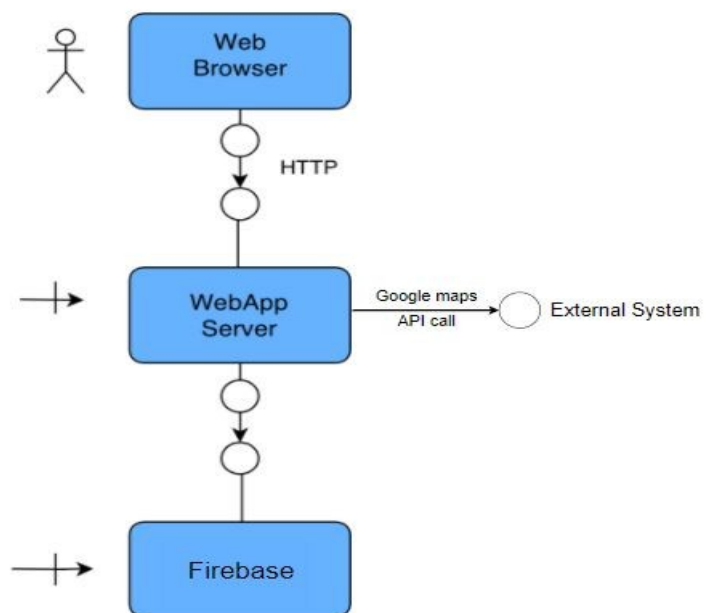 Web
Browser
HTTP
WebApp
Server
Google maps
API call
External System
Firebase